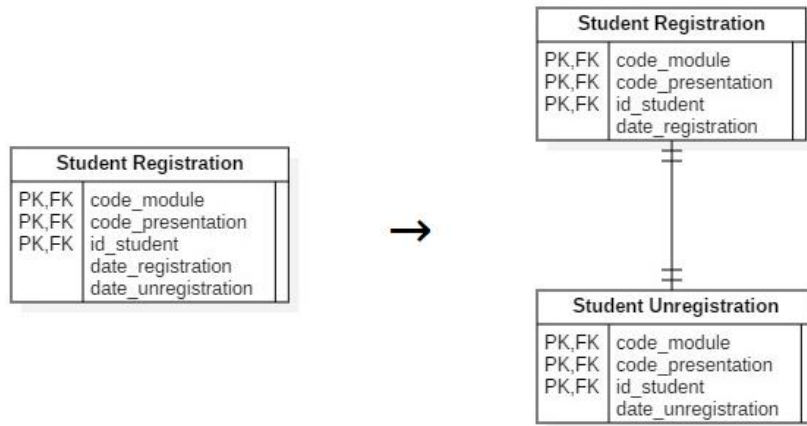 Student Registration
PK,FK code_module
PK,FK code_presentation
PK,FK id_student
date_registration
date_unregistration
→
Student Registration
PK,FK code_module
PK,FK code_presentation
PK,FK id_student
date_registration
Student Unregistration
PK,FK code_module
PK,FK code_presentation
PK,FK id_student
date_unregistration